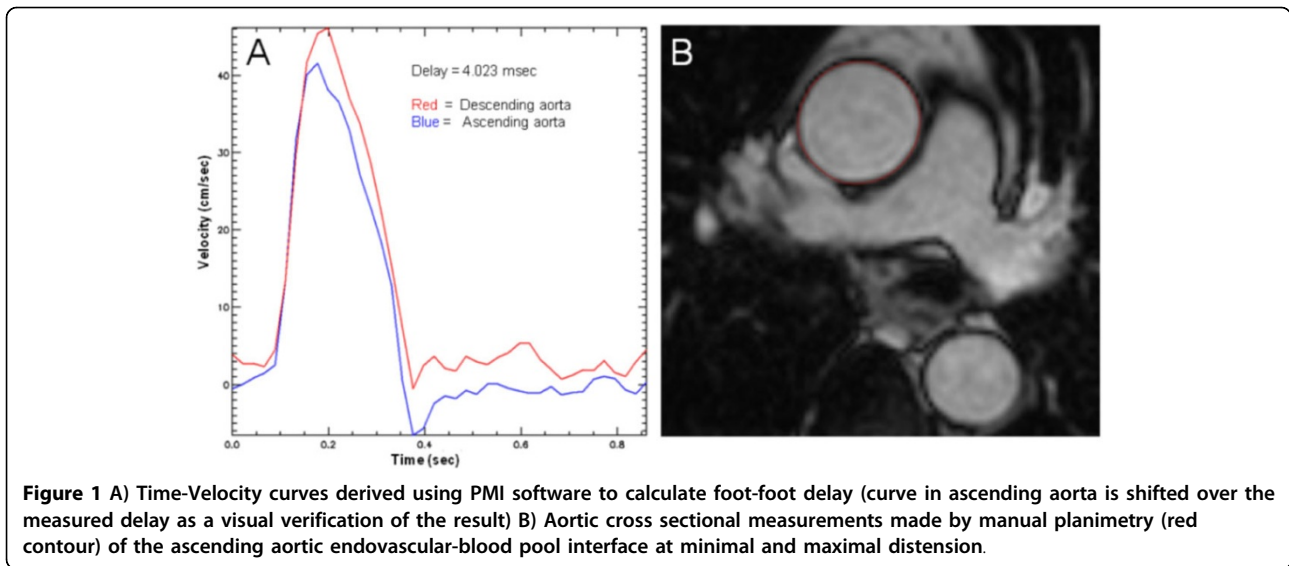 A
Delay = 4.023 msec
Red = Descending aorta
Blue = Ascending aorta
Velocity (cm/sec)
40
30
20
10
0
0.0 0.2 0.4 0.6 0.8
Time (sec)
B
Figure 1 A) Time-Velocity curves derived using PMI software to calculate foot-foot delay (curve in ascending aorta is shifted over the
measured delay as a visual verification of the result) B) Aortic cross sectional measurements made by manual planimetry (red
contour) of the ascending aortic endovascular-blood pool interface at minimal and maximal distension.